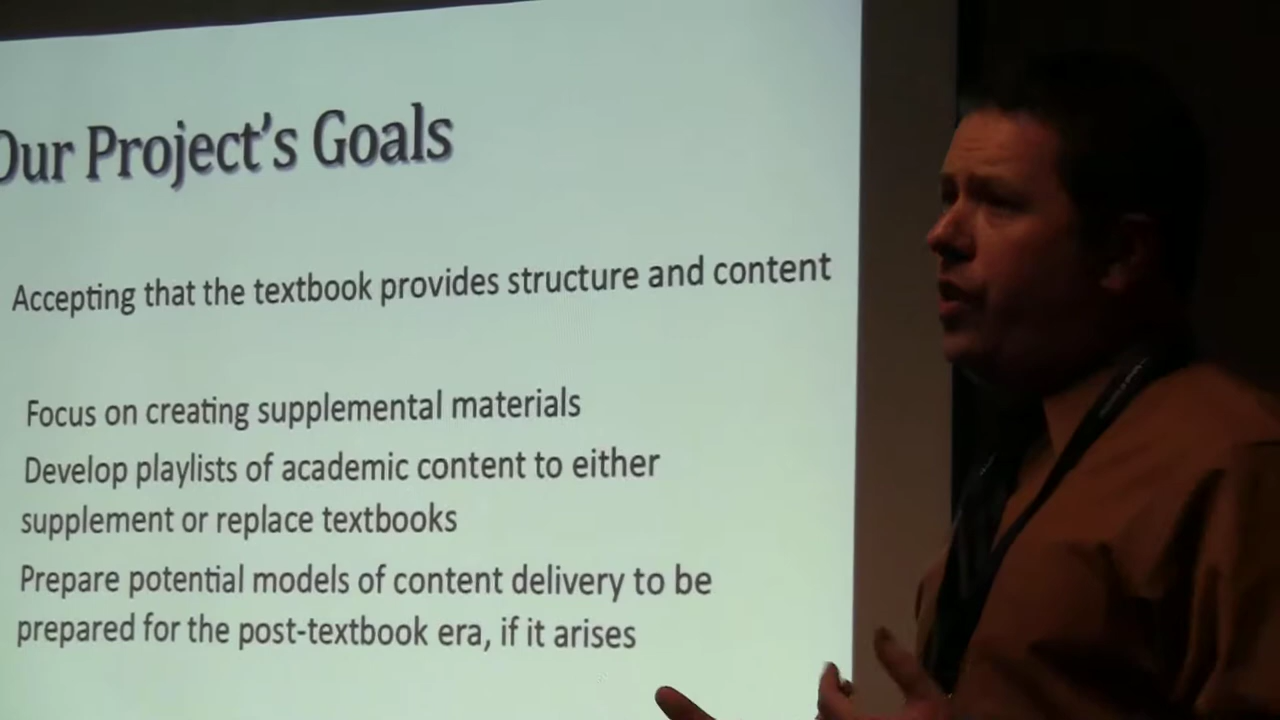 Our Project's Goals
Accepting that the textbook provides structure and content
Focus on creating supplemental materials
Develop playlists of academic content to either
supplement or replace textbooks
Prepare potential models of content delivery to be
prepared for the post-textbook era, if it arises